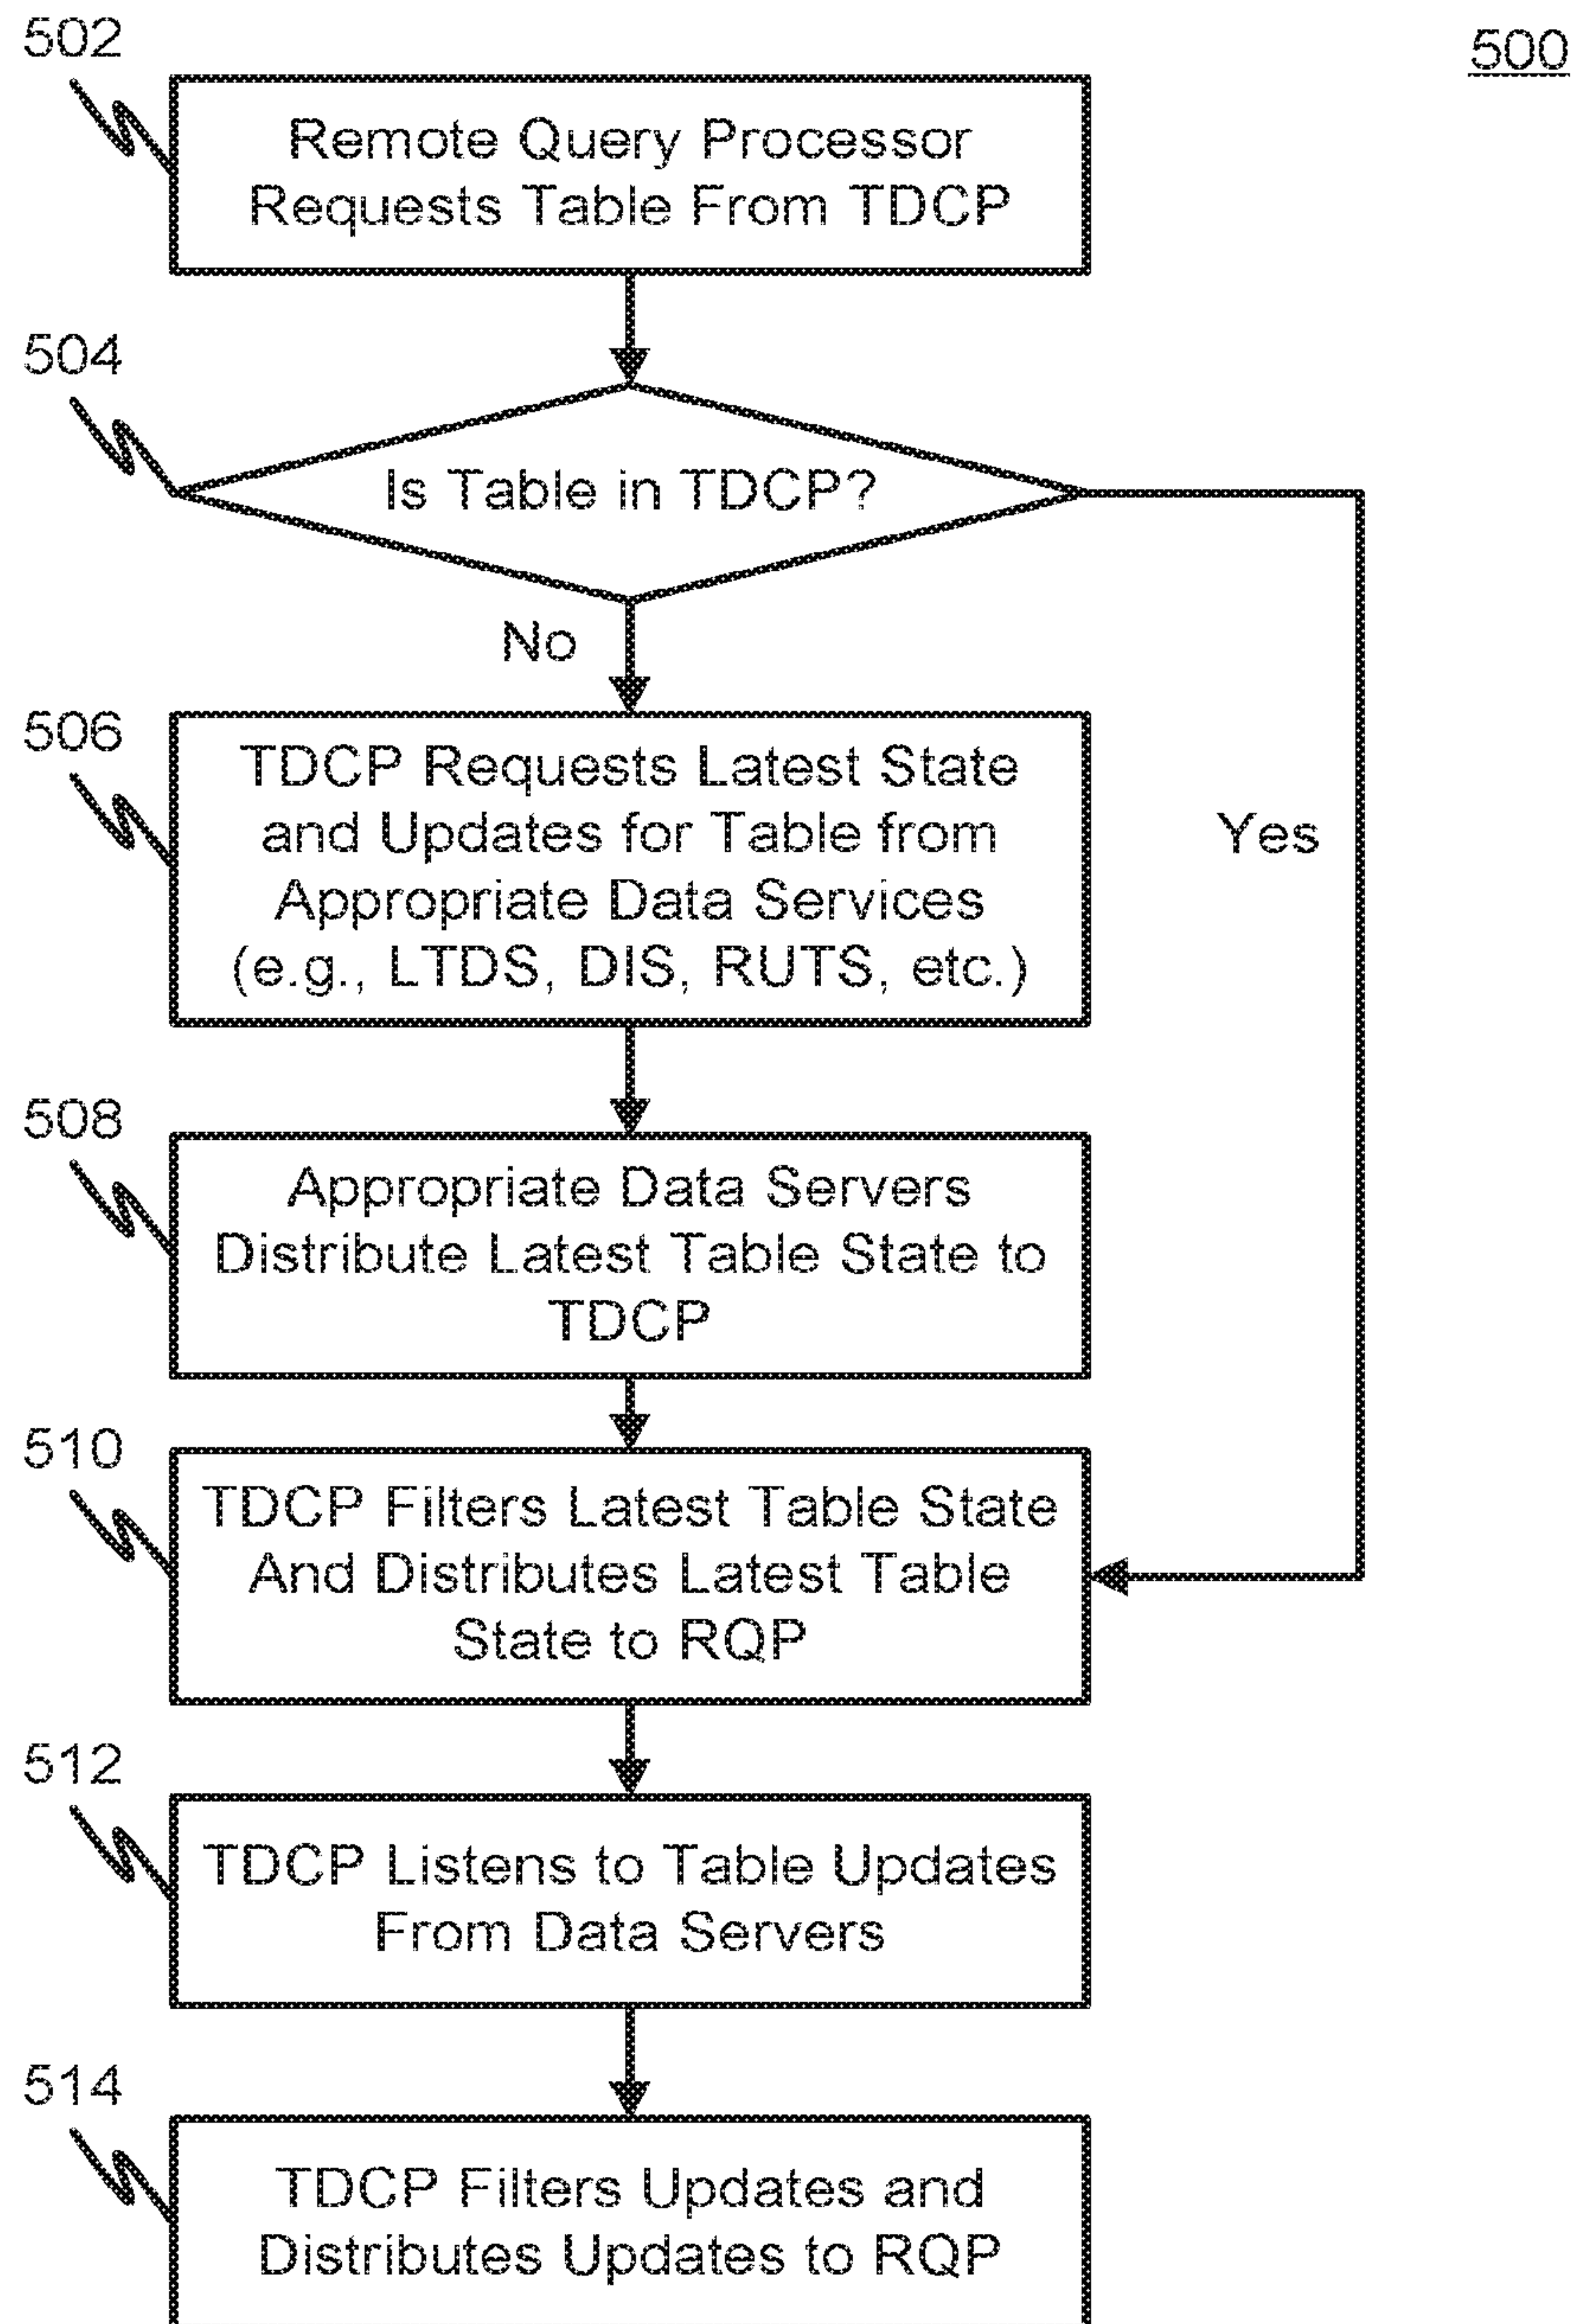 500
502
Remote Query Processor
Requests Table From TDCP
504
Is Table in TDCP?
No
Yes
506
TDCP Requests Latest State
and Updates for Table from
Appropriate Data Services
(e.g., LTDS, DIS, RUTS, etc.)
508
Appropriate Data Servers
Distribute Latest Table State to
TDCP
510
TDCP Filters Latest Table State
And Distributes Latest Table
State to RQP
512
TDCP Listens to Table Updates
From Data Servers
514
TDCP Filters Updates and
Distributes Updates to RQP